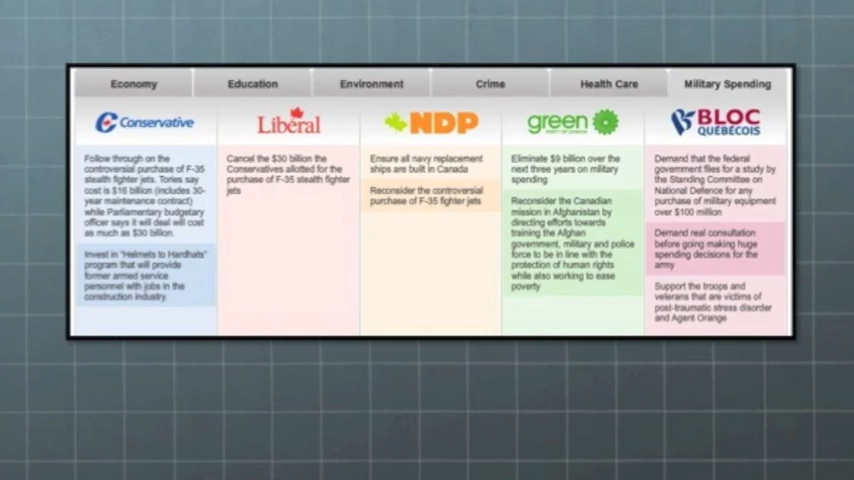 Economy
Education
Environment
Crime
Health Care
Military Spending
Conservative
Liberal
NDP
green
PARTY OF CANADA
BLOC
QUÉBÉCOIS
Follow through on the
controversial purchase of F-35
stealth fighter jets. Tories say
cost is $16 billion (includes 30-
year maintenance contract)
while Parliamentary budgetary
officer says it will deal will cost
as much as $30 billion.
Invest in "Helmets to Hardhats"
program that will provide
former armed service
personnel with jobs in the
construction industry.
Cancel the $30 billion the
Conservatives allotted for the
purchase of F-35 stealth fighter
jets
Ensure all navy replacement
ships are built in Canada
Reconsider the controversial
purchase of F-35 fighter jets
Eliminate $9 billion over the
next three years on military
spending
Reconsider the Canadian
mission in Afghanistan by
directing efforts towards
training the Afghan
government, military and police
force to be in line with the
protection of human rights
while also working to ease
poverty
Demand that the federal
government files for a study by
the Standing Committee on
National Defence for any
purchase of military equipment
over $100 million
Demand real consultation
before going making huge
spending decisions for the
army
Support the troops and
veterans that are victims of
post-traumatic stress disorder
and Agent Orange